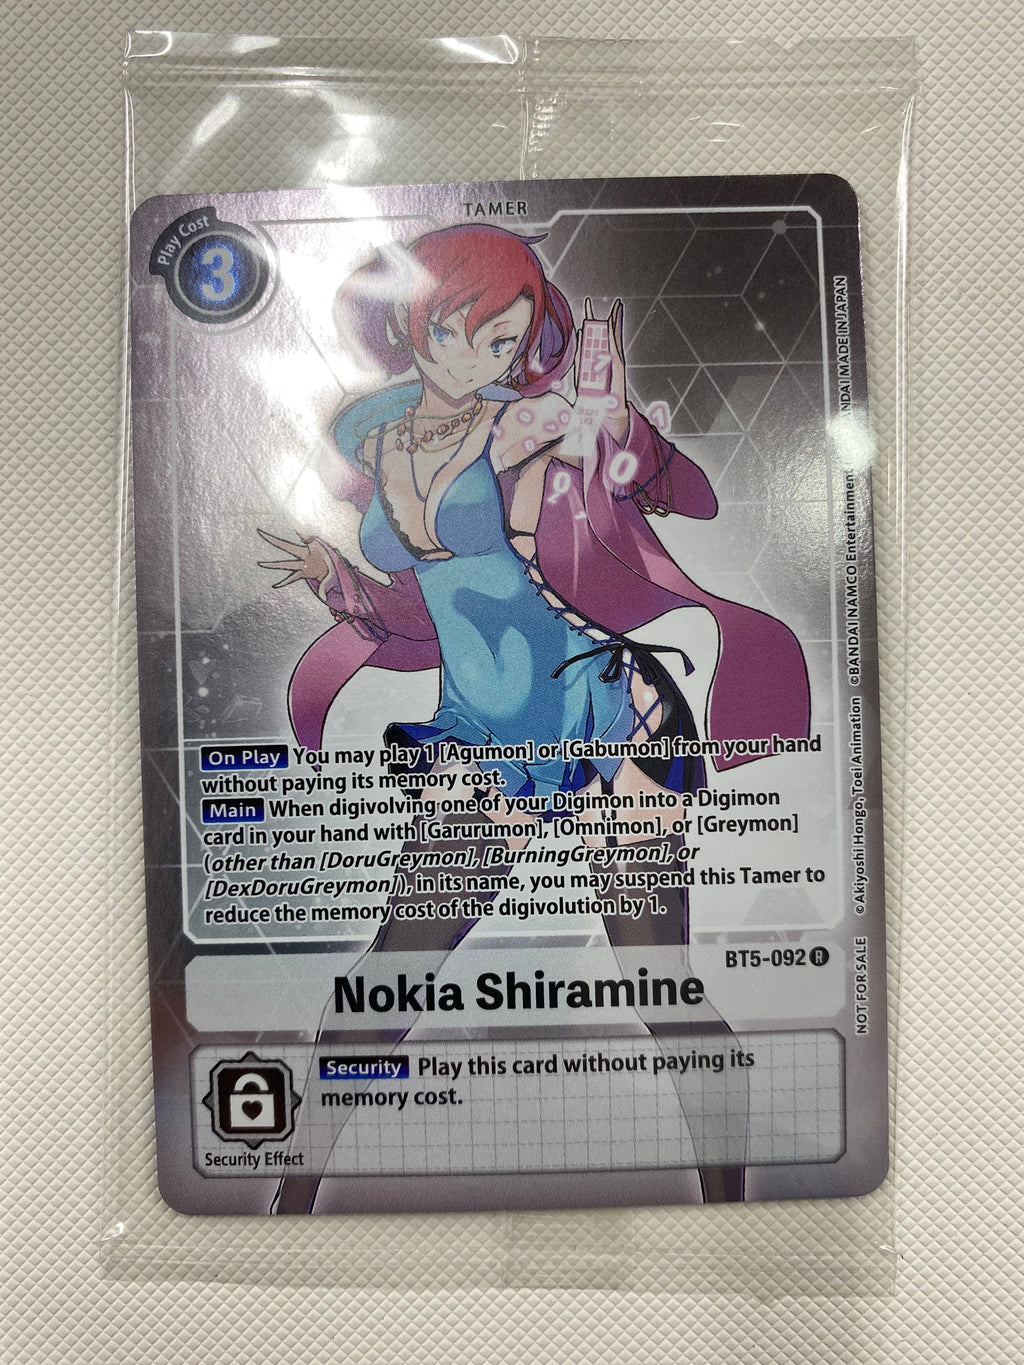 TAMER
Play Cost
3
On Play You may play 1 [Agumon] or [Gabumon] from your hand
without paying its memory cost.
Main When digivolving one of your Digimon into a Digimon
card in your hand with [Garurumon], [Omnimon], or [Greymon]
(other than [DoruGreymon], [BurningGreymon], or
[DexDoruGreymon]), in its name, you may suspend this Tamer to
reduce the memory cost of the digivolution by 1.
BT5-092 R
Nokia Shiramine
Security Play this card without paying its
memory cost.
Security Effect
NOT FOR SALE ©Akiyoshi Hongo, Toei Animation ©BANDAI NAMCO Entertainment MADE IN JAPAN
0
1
0